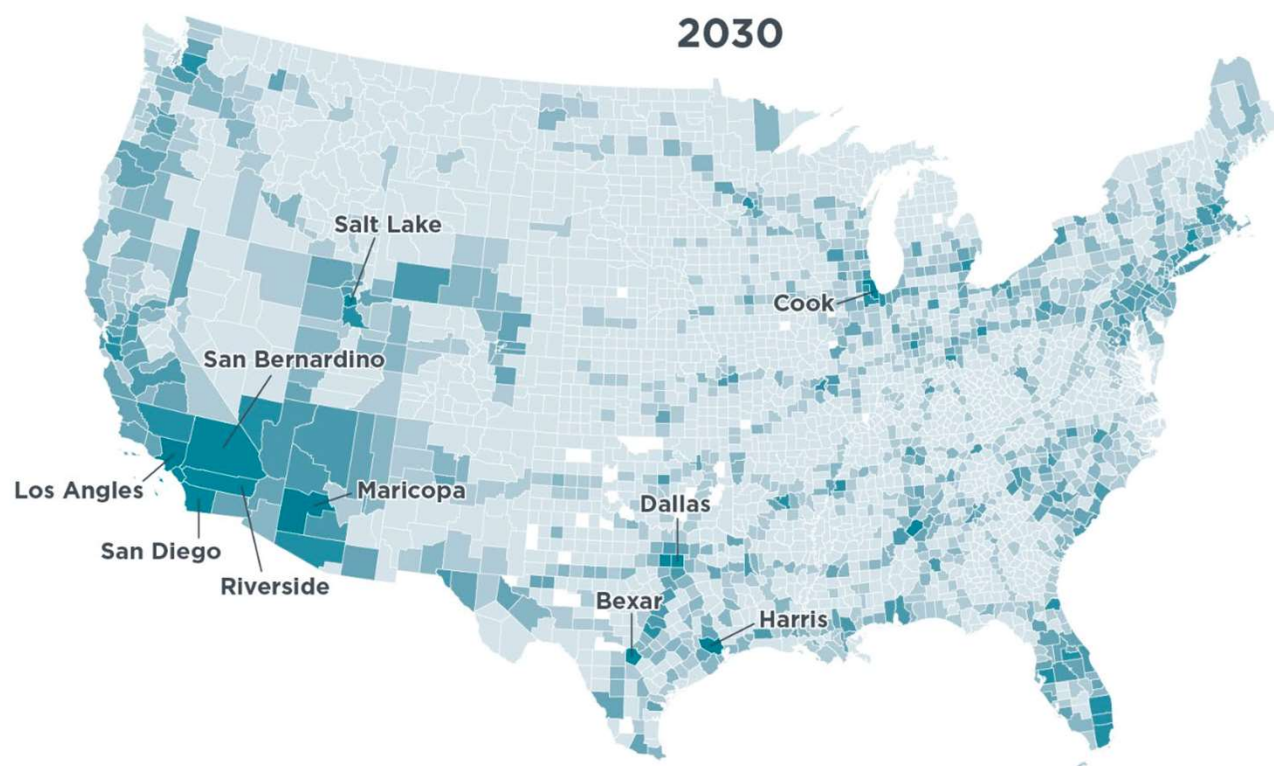 2030
Salt Lake
Cook
San Bernardino
Los Angles
Maricopa
Dallas
San Diego
Riverside
Bexar
Harris